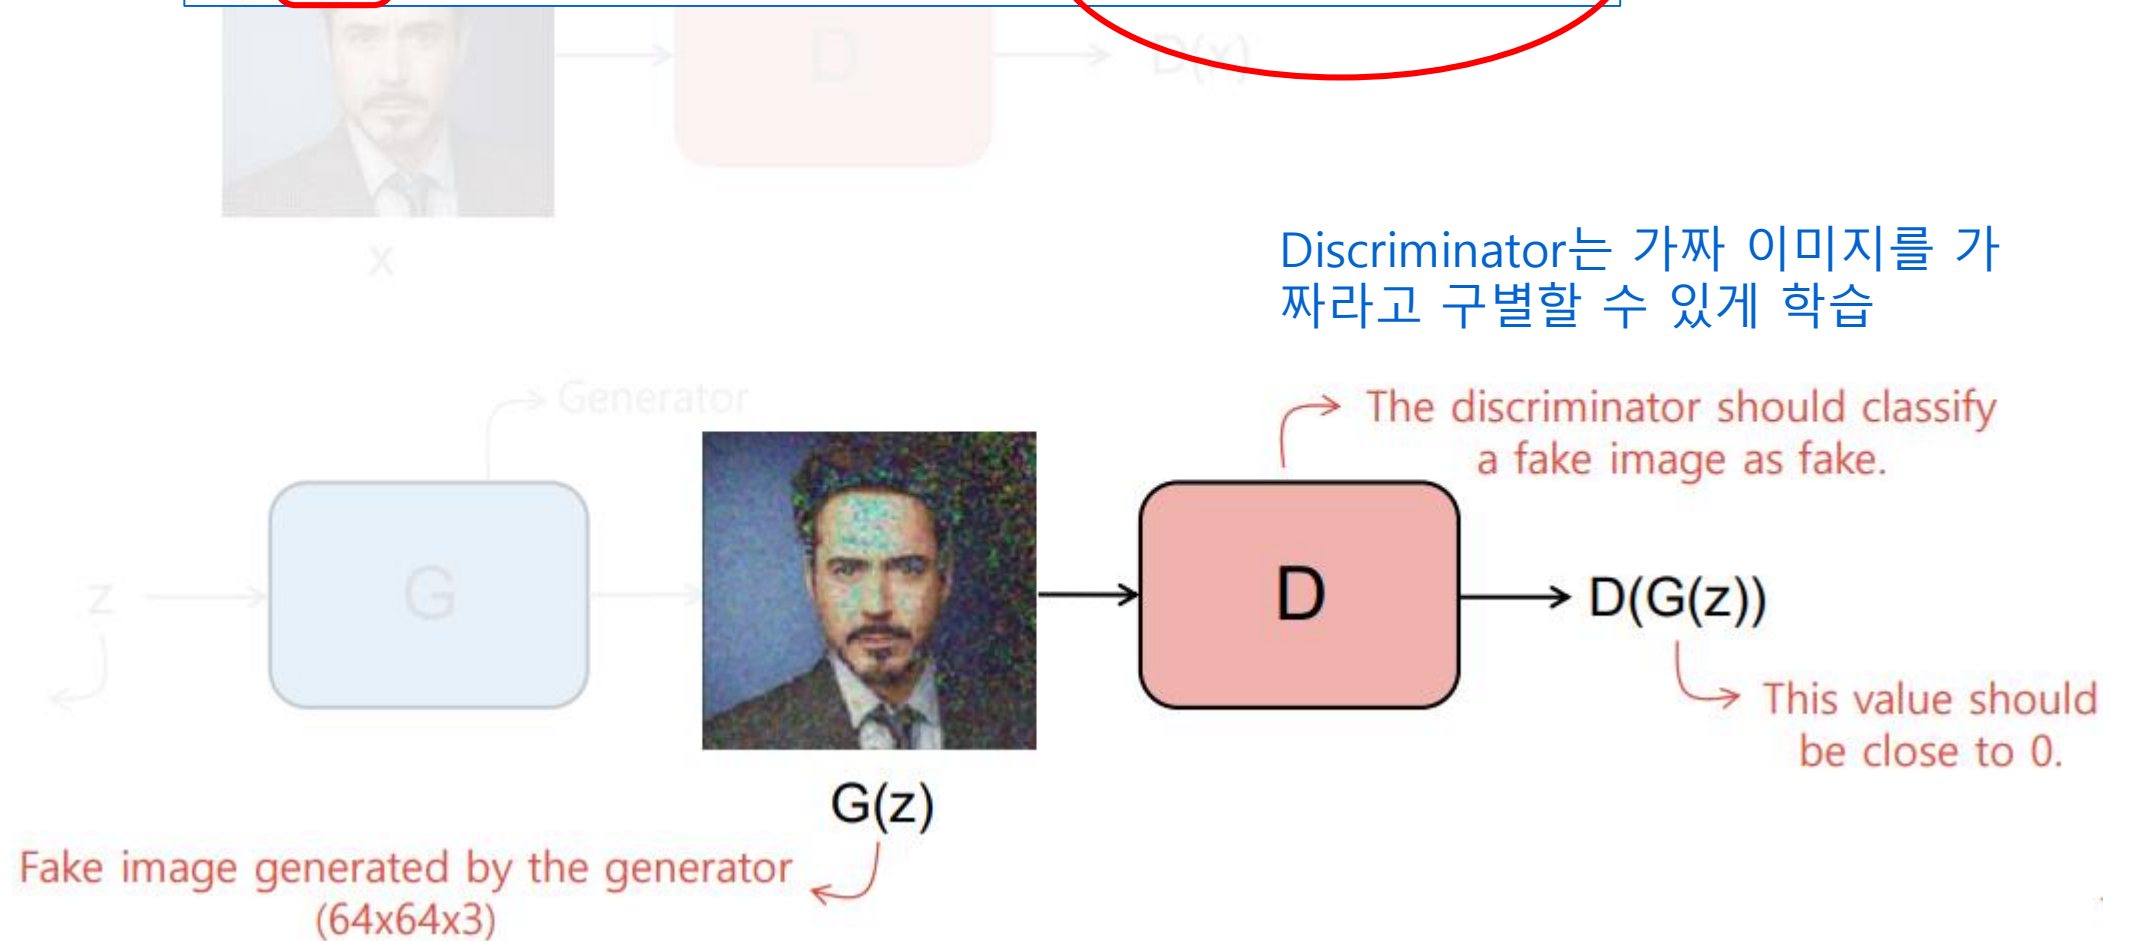 D
D(x)
x
Discriminator는 가짜 이미지를 가
짜라고 구별할 수 있게 학습
Generator
The discriminator should classify
a fake image as fake.
z
G
D
D(G(z))
This value should
be close to 0.
G(z)
Fake image generated by the generator
(64x64x3)